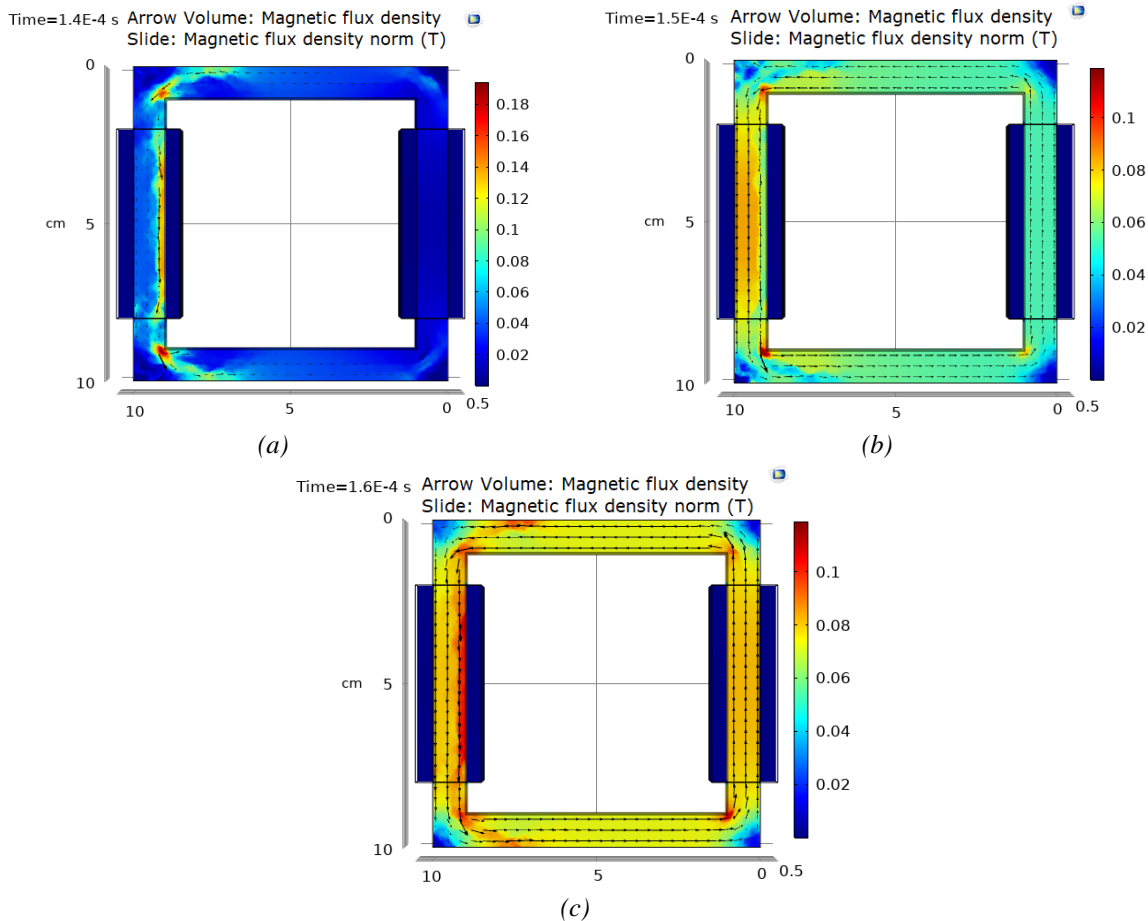 Time=1.4E-4 s Arrow Volume: Magnetic flux density
Slide: Magnetic flux density norm (T)
0
5
10
cm
10 5 0 0.5
0.18
0.16
0.14
0.12
0.1
0.08
0.06
0.04
0.02
(a)
Time=1.5E-4 s Arrow Volume: Magnetic flux density
Slide: Magnetic flux density norm (T)
0
5
10
cm
10 5 0 0.5
0.1
0.08
0.06
0.04
0.02
(b)
Time=1.6E-4 s Arrow Volume: Magnetic flux density
Slide: Magnetic flux density norm (T)
0
5
10
cm
10 5 0 0.5
0.1
0.08
0.06
0.04
0.02
(c)